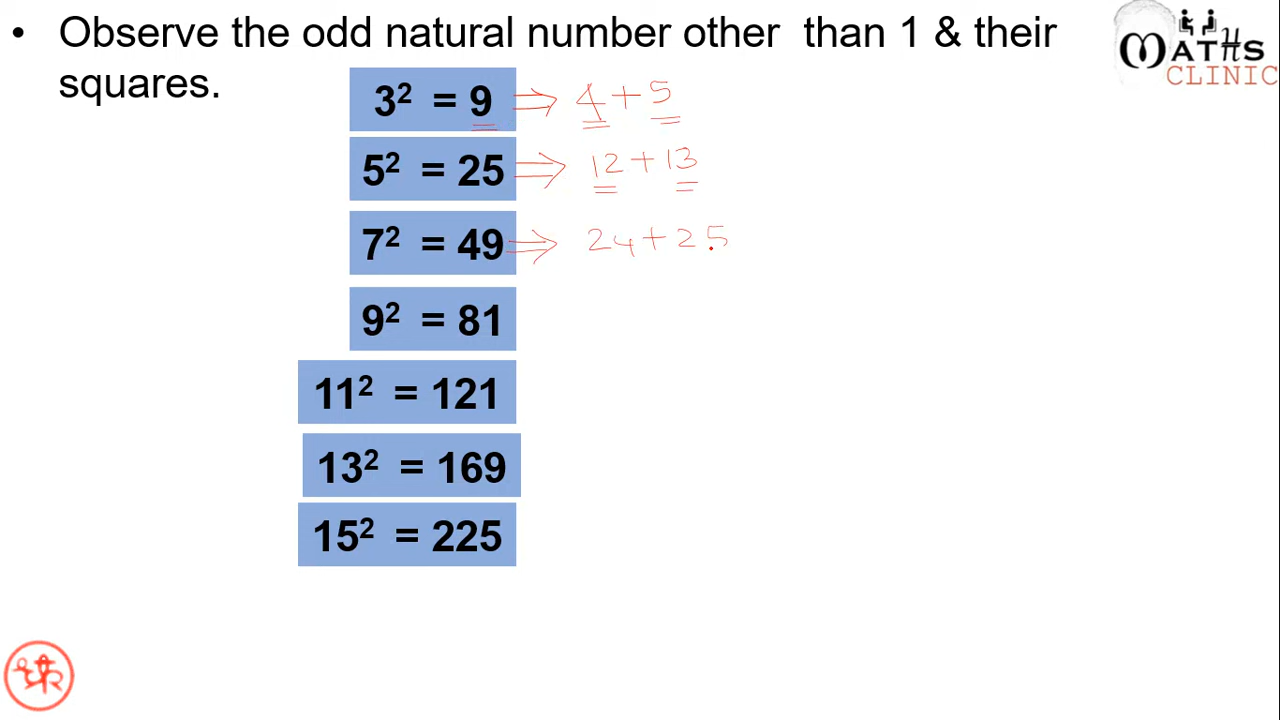 • Observe the odd natural number other than 1 & their
squares.
MATHS
CLINIC
3² = 9 ⇒ 4 + 5
5² = 25 ⇒ 12 + 13
7² = 49 ⇒ 24 + 25
9² = 81
11² = 121
13² = 169
15² = 225